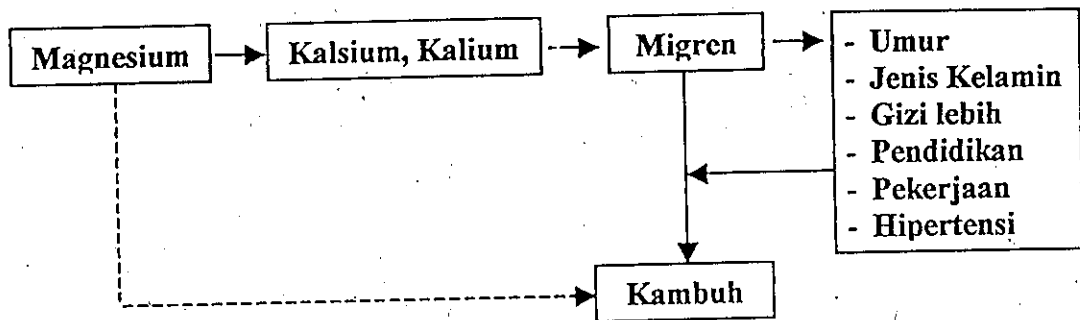 Magnesium
Kalsium, Kalium
Migren
- Umur
- Jenis Kelamin
- Gizi lebih
- Pendidikan
- Pekerjaan
- Hipertensi
Kambuh